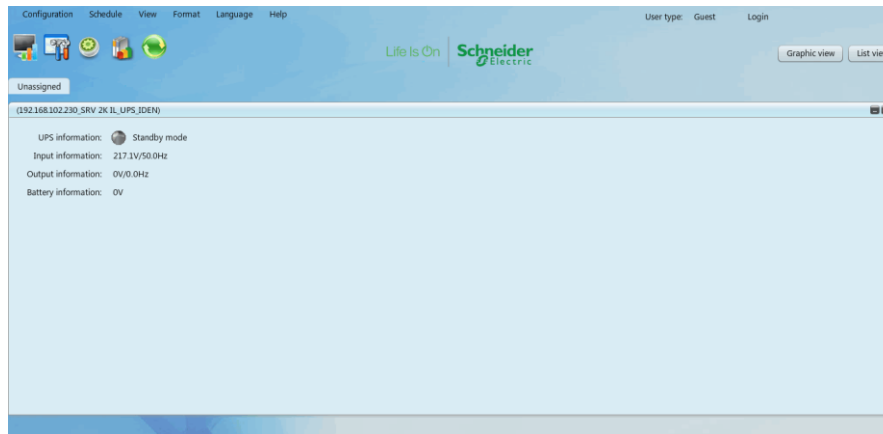 Configuration Schedule View Format Language Help
User type: Guest Login
Life Is On Schneider Electric
Graphic view List vie
Unassigned
(192.168.102.230_SRV 2K IL_UPS_IDEN)
UPS information: Standby mode
Input information: 217.1V/50.0Hz
Output information: 0V/0.0Hz
Battery information: 0V